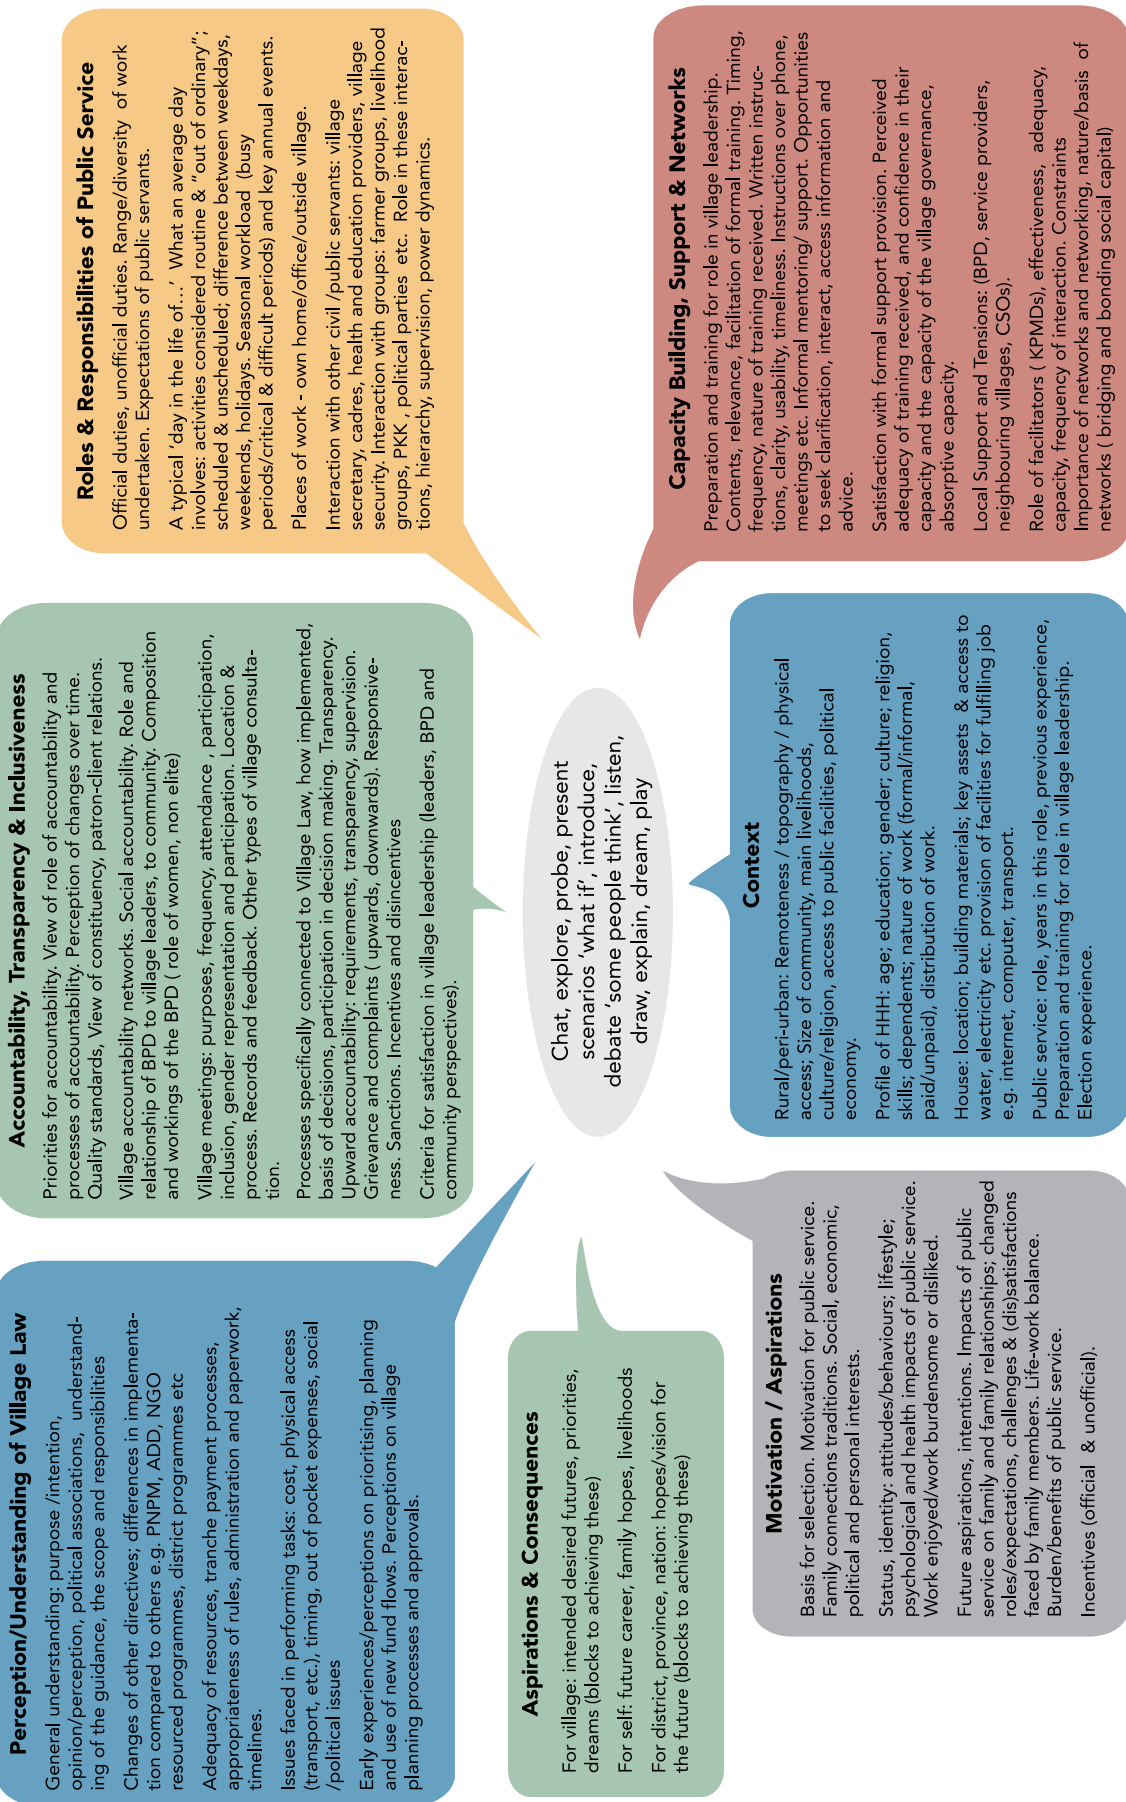 Perception/Understanding of Village Law
General understanding: purpose /intention,
opinion/perception, political associations, understand-
ing of the guidance, the scope and responsibilities
Changes of other directives; differences in implementa-
tion compared to others e.g. PNPM, ADD, NGO
resourced programmes, district programmes etc
Adequacy of resources, tranche payment processes,
appropriateness of rules, administration and paperwork,
timelines.
Issues faced in performing tasks: cost, physical access
(transport, etc.), timing, out of pocket expenses, social
/political issues
Early experiences/perceptions on prioritising, planning
and use of new fund flows. Perceptions on village
planning processes and approvals.
Accountability, Transparency & Inclusiveness
Priorities for accountability. View of role of accountability and
processes of accountability. Perception of changes over time.
Quality standards, View of constituency, patron-client relations.
Village accountability networks. Social accountability. Role and
relationship of BPD to village leaders, to community. Composition
and workings of the BPD ( role of women, non elite)
Village meetings: purposes, frequency, attendance , participation,
inclusion, gender representation and participation. Location &
process. Records and feedback. Other types of village consulta-
tion.
Processes specifically connected to Village Law, how implemented,
basis of decisions, participation in decision making. Transparency.
Upward accountability: requirements, transparency, supervision.
Grievance and complaints ( upwards, downwards). Responsive-
ness. Sanctions. Incentives and disincentives
Criteria for satisfaction in village leadership (leaders, BPD and
community perspectives).
Roles & Responsibilities of Public Service
Official duties, unofficial duties. Range/diversity of work
undertaken. Expectations of public servants.
A typical ‘day in the life of...’ What an average day
involves: activities considered routine & “out of ordinary”;
scheduled & unscheduled; difference between weekdays,
weekends, holidays. Seasonal workload (busy
periods/critical & difficult periods) and key annual events.
Places of work - own home/office/outside village.
Interaction with other civil /public servants: village
secretary, cadres, health and education providers, village
security. Interaction with groups: farmer groups, livelihood
groups, PKK , political parties etc. Role in these interac-
tions, hierarchy, supervision, power dynamics.
Chat, explore, probe, present
scenarios ‘what if’, introduce,
debate ‘some people think’, listen,
draw, explain, dream, play
Aspirations & Consequences
For village: intended desired futures, priorities,
dreams (blocks to achieving these)
For self: future career, family hopes, livelihoods
For district, province, nation: hopes/vision for
the future (blocks to achieving these)
Motivation / Aspirations
Basis for selection. Motivation for public service.
Family connections traditions. Social, economic,
political and personal interests.
Status, identity: attitudes/behaviours; lifestyle;
psychological and health impacts of public service.
Work enjoyed/work burdensome or disliked.
Future aspirations, intentions. Impacts of public
service on family and family relationships; changed
roles/expectations, challenges & (dis)satisfactions
faced by family members. Life-work balance.
Burden/benefits of public service.
Incentives (official & unofficial).
Context
Rural/peri-urban: Remoteness / topography / physical
access; Size of community, main livelihoods,
culture/religion, access to public facilities, political
economy.
Profile of HHH: age; education; gender; culture; religion,
skills; dependents; nature of work (formal/informal,
paid/unpaid), distribution of work.
House: location; building materials; key assets & access to
water, electricity etc. provision of facilities for fulfilling job
e.g. internet, computer, transport.
Public service: role, years in this role, previous experience,
Preparation and training for role in village leadership.
Election experience.
Capacity Building, Support & Networks
Preparation and training for role in village leadership.
Contents, relevance, facilitation of formal training. Timing,
frequency, nature of training received. Written instruc-
tions, clarity, usability, timeliness. Instructions over phone,
meetings etc. Informal mentoring/ support. Opportunities
to seek clarification, interact, access information and
advice.
Satisfaction with formal support provision. Perceived
adequacy of training received, and confidence in their
capacity and the capacity of the village governance,
absorptive capacity.
Local Support and Tensions: (BPD, service providers,
neighbouring villages, CSOs).
Role of facilitators ( KPMDs), effectiveness, adequacy,
capacity, frequency of interaction. Constraints
Importance of networks and networking, nature/basis of
networks ( bridging and bonding social capital)